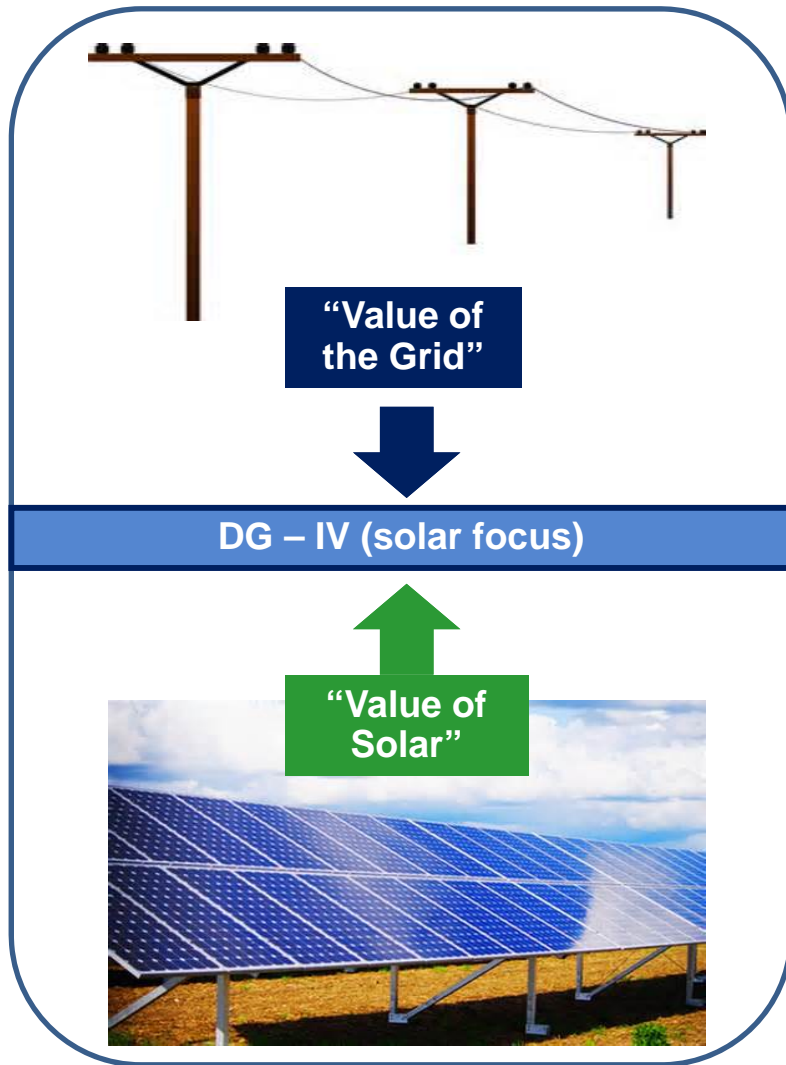 “Value of
the Grid”
DG – IV (solar focus)
“Value of
Solar”